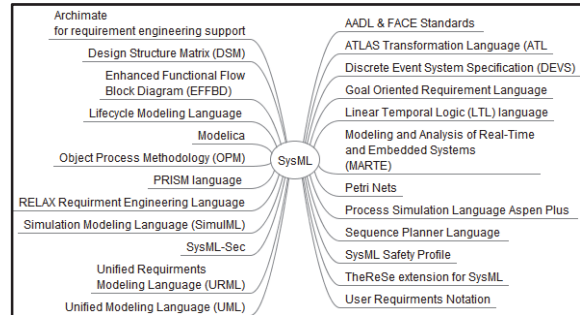 Archimate
for requirement engineering support
Design Structure Matrix (DSM)
Enhanced Functional Flow
Block Diagram (EFFBD)
Lifecycle Modeling Language
Modelica
Object Process Methodology (OPM)
PRISM language
RELAX Requirment Engineering Language
Simulation Modeling Language (SimulML)
SysML-Sec
Unified Requirments
Modeling Language (URML)
Unified Modeling Language (UML)
SysML
AADL & FACE Standards
ATLAS Transformation Language (ATL
Discrete Event System Specification (DEVS)
Goal Oriented Requirement Language
Linear Temporal Logic (LTL) language
Modeling and Analysis of Real-Time
and Embedded Systems
(MARTE)
Petri Nets
Process Simulation Language Aspen Plus
Sequence Planner Language
SysML Safety Profile
TheReSe extension for SysML
User Requirments Notation